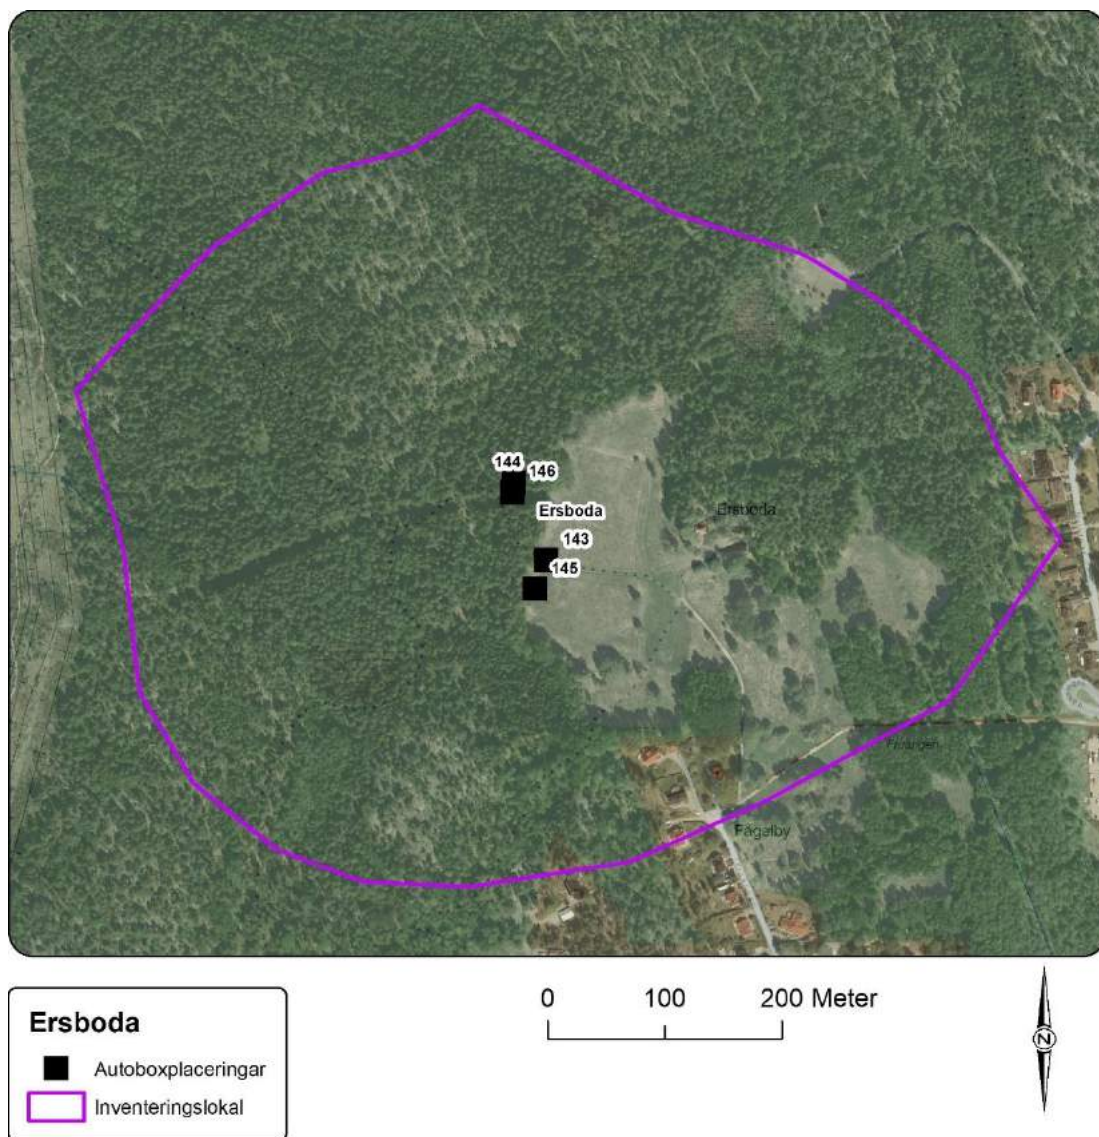 144
146
Ersboda
Ersboda
143
145
Fågelby
0 100 200 Meter
Ersboda
Autoboxplaceringar
Inventeringslokal
N